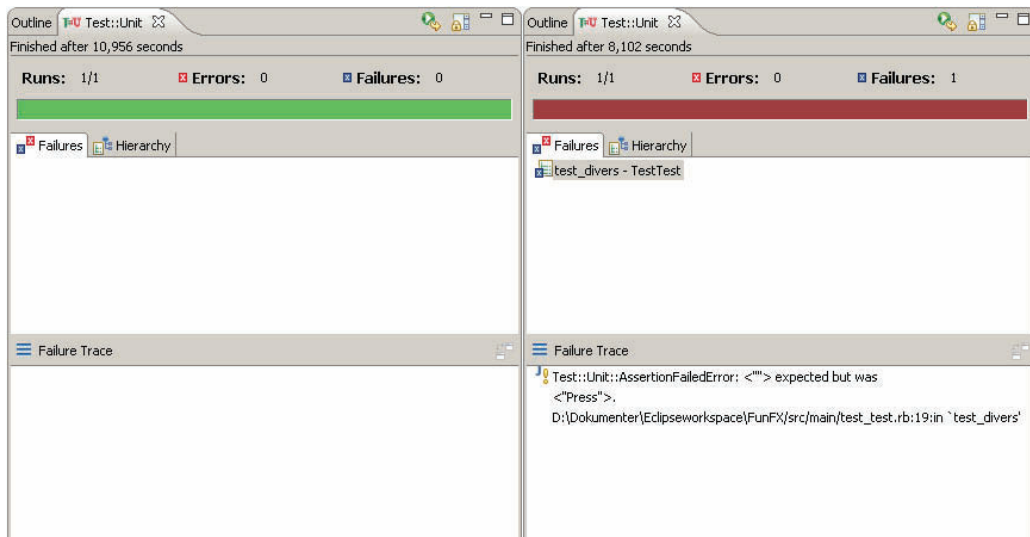 Outline Test::Unit
Finished after 10,956 seconds
Runs: 1/1 Errors: 0 Failures: 0
Failures Hierarchy
Failure Trace
Outline Test::Unit
Finished after 8,102 seconds
Runs: 1/1 Errors: 0 Failures: 1
Failures Hierarchy
test_divers - TestTest
Failure Trace
Test::Unit::AssertionFailedError: <""> expected but was
<"Press">.
D:\Dokumenter\Eclipseworkspace\FunFX/src/main/test_test.rb:19:in `test_divers'